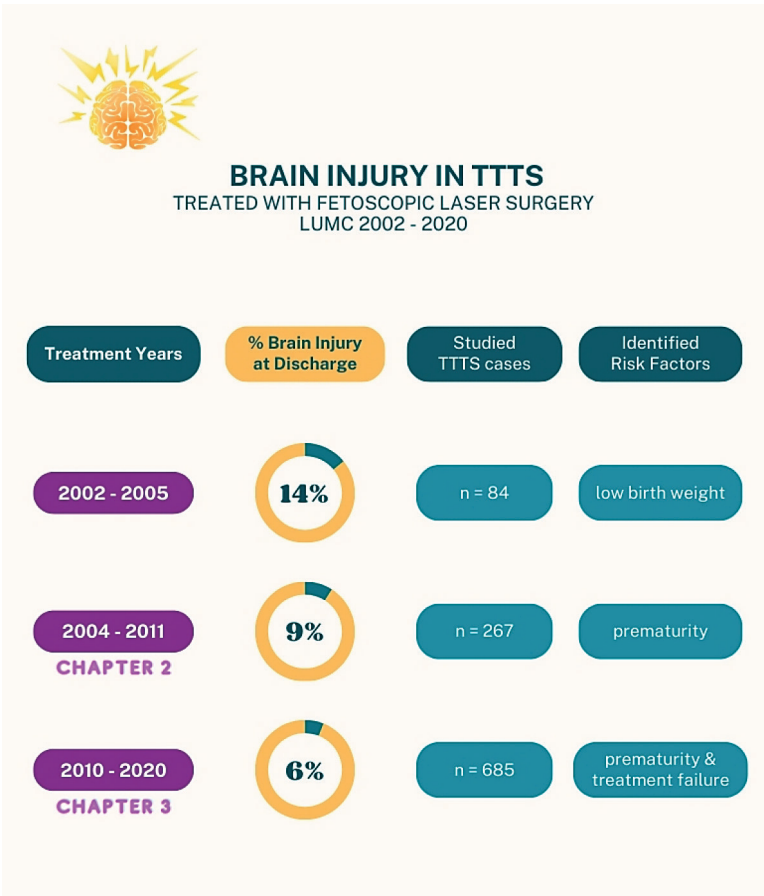 BRAIN INJURY IN TTTS
TREATED WITH FETOSCOPIC LASER SURGERY
LUMC 2002 - 2020
Treatment Years
% Brain Injury
at Discharge
Studied
TTTS cases
Identified
Risk Factors
2002 - 2005
14%
n = 84
low birth weight
2004 - 2011
CHAPTER 2
9%
n = 267
prematurity
2010 - 2020
CHAPTER 3
6%
n = 685
prematurity &
treatment failure